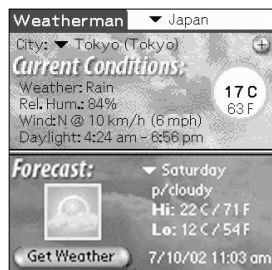 Weatherman Japan
City: Tokyo (Tokyo)
Current Conditions:
Weather: Rain
Rel. Hum.: 84%
Wind: N @ 10 km/h (6 mph)
Daylight: 4:24 am - 6:56 pm
17 C
63 F
Forecast:
Saturday
p/cloudy
Hi: 22 C / 71 F
Lo: 12 C / 54 F
Get Weather
7/10/02 11:03 am